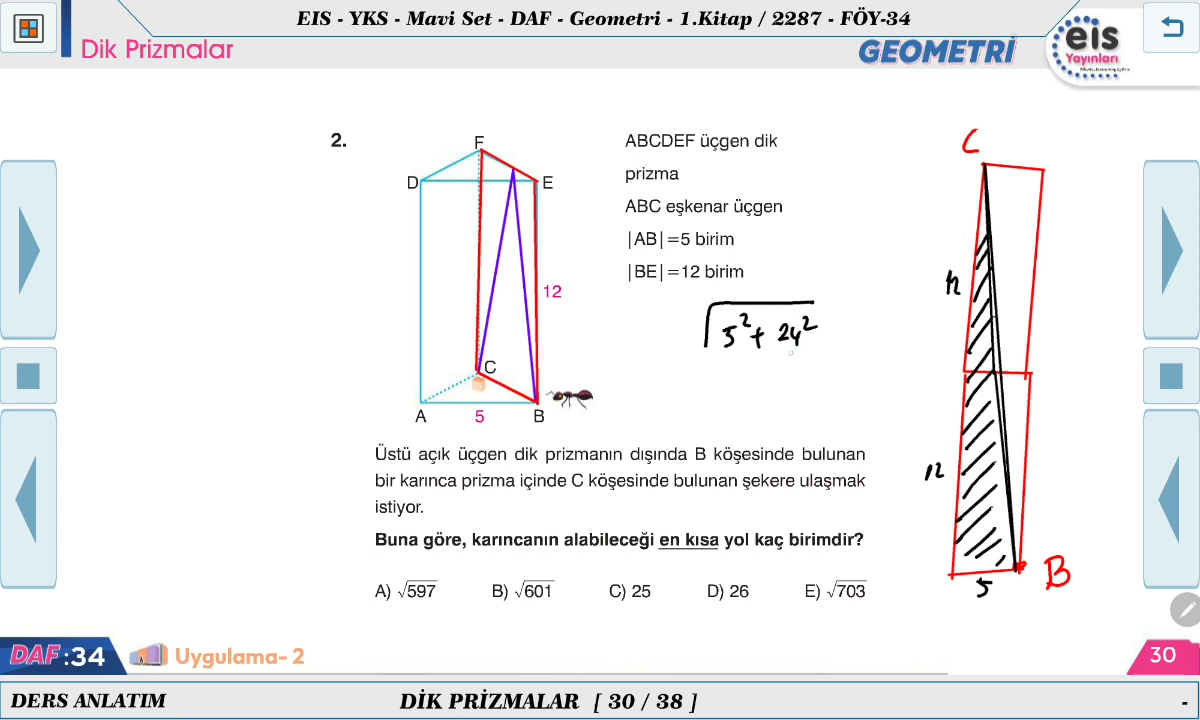 EIS - YKS - Mavi Set - DAF - Geometri - 1.Kitap / 2287 - FÖY-34
Dik Prizmalar
GEOMETRİ
eis
Yayınları
2.
F
D
E
12
C
A
5
B
ABCDEF üçgen dik
prizma
ABC eşkenar üçgen
|AB|=5 birim
|BE|=12 birim
√5²+ 24²
C
12
12
5
B
Üstü açık üçgen dik prizmanın dışında B köşesinde bulunan
bir karınca prizma içinde C köşesinde bulunan şekere ulaşmak
istiyor.
Buna göre, karıncanın alabileceği en kısa yol kaç birimdir?
A) √597 B) √601 C) 25 D) 26 E) √703
DAF:34
Uygulama- 2
30
DERS ANLATIM
DİK PRİZMALAR [ 30 / 38 ]
-